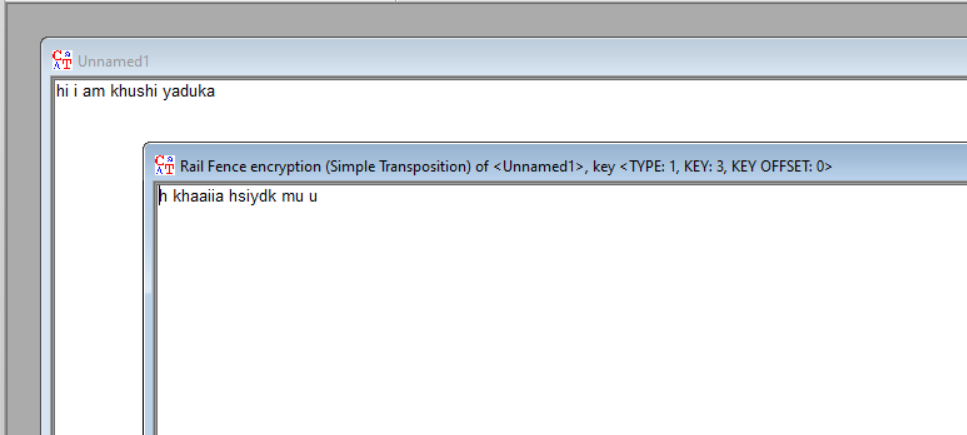 Unnamed1
hi i am khushi yaduka
Rail Fence encryption (Simple Transposition) of <Unnamed1>, key <TYPE: 1, KEY: 3, KEY OFFSET: 0>
h khaaiia hsiydk mu u